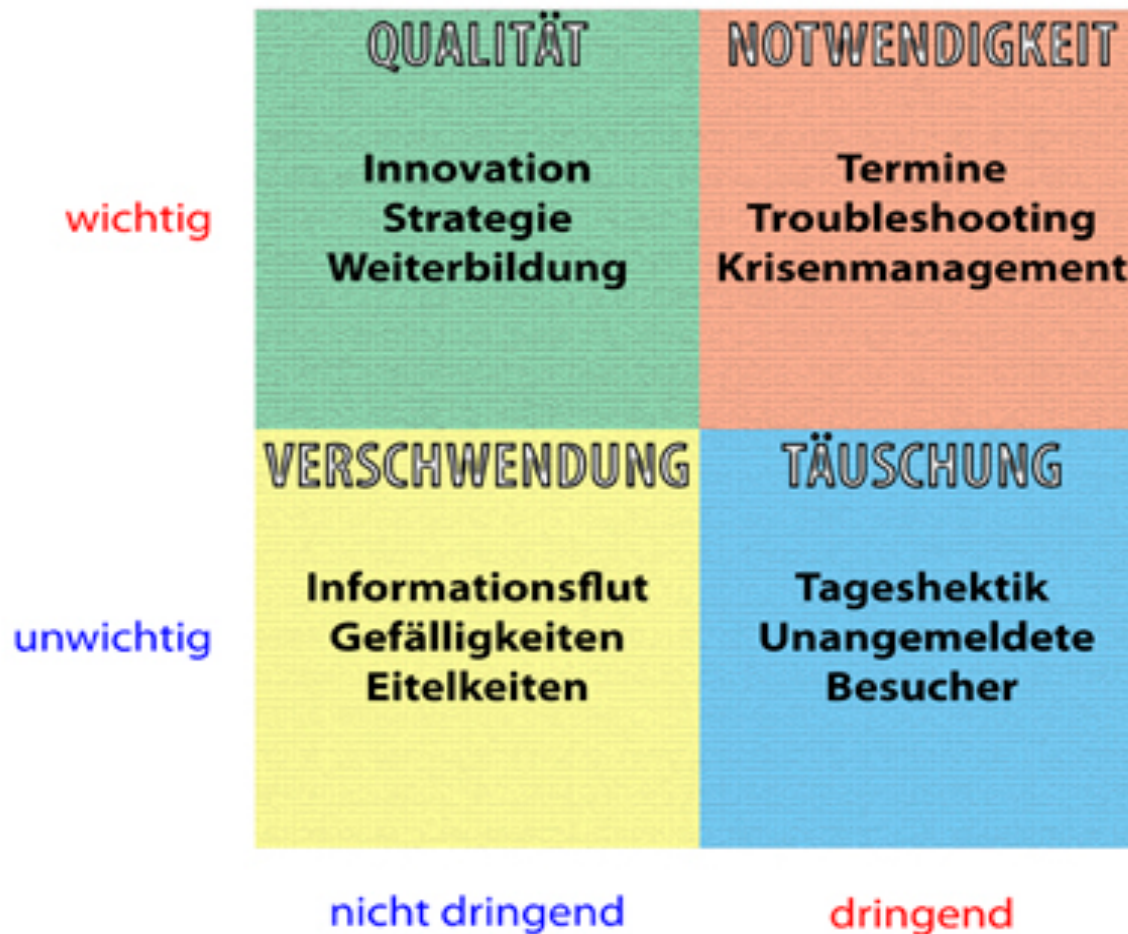 QUALITÄT
NOTWENDIGKEIT
wichtig
Innovation
Strategie
Weiterbildung
Termine
Troubleshooting
Krisenmanagement
VERSCHWENDUNG
TÄUSCHUNG
unwichtig
Informationsflut
Gefälligkeiten
Eitelkeiten
Tageshektik
Unangemeldete
Besucher
nicht dringend
dringend